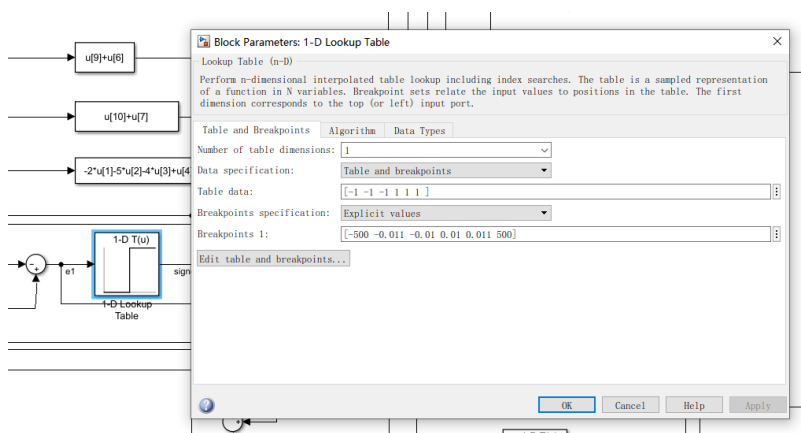 Block Parameters: 1-D Lookup Table
u[9]+u[6]
Lookup Table (n-D)
Perform n-dimensional interpolated table lookup including index searches. The table is a sampled representation
of a function in N variables. Breakpoint sets relate the input values to positions in the table. The first
dimension corresponds to the top (or left) input port.
u[10]+u[7]
Table and Breakpoints Algorithm Data Types
Number of table dimensions: 1
-2*u[1]-5*u[2]-4*u[3]+u[4
Data specification: Table and breakpoints
Table data: [-1 -1 -1 1 1 1 ]
Breakpoints specification: Explicit values
Breakpoints 1: [-500 -0.011 -0.01 0.01 0.011 500]
1-D T(u)
Edit table and breakpoints...
e1
sign
1-D Lookup
Table
OK Cancel Help Apply